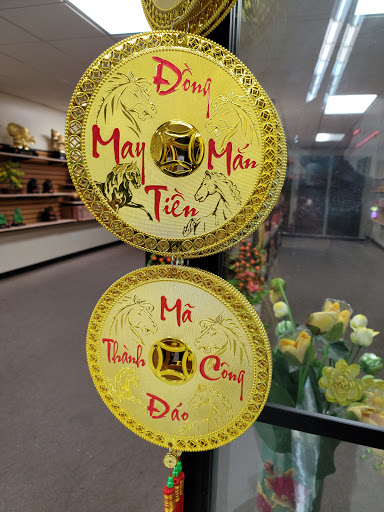 Đồng
May Mắn
Tiền
Mã
Thành Công
Đáo